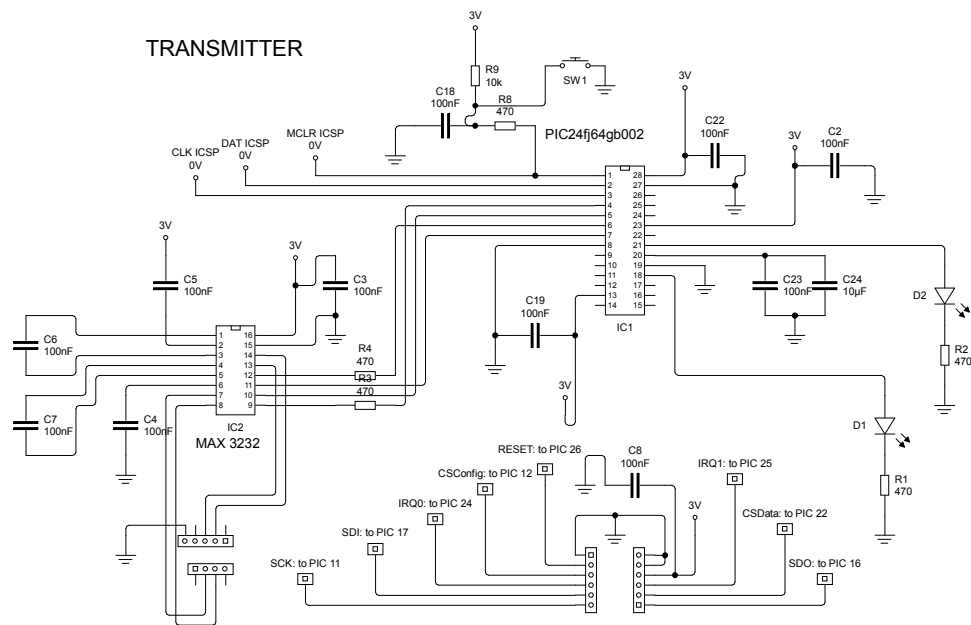 TRANSMITTER
3V
R9
10k
SW1
C18
100nF
R8
470
PIC24fj64gb002
3V
C22
100nF
3V
C2
100nF
MCLR ICSP
0V
DAT ICSP
0V
CLK ICSP
0V
1
2
3
4
5
6
7
8
9
10
11
12
13
14
28
27
26
25
24
23
22
21
20
19
18
17
16
15
IC1
3V
C5
100nF
3V
C3
100nF
C19
100nF
3V
C23
100nF
C24
10µF
D2
R2
470
C6
100nF
C7
100nF
C4
100nF
1
2
3
4
5
6
7
8
16
15
14
13
12
11
10
9
IC2
MAX 3232
R4
470
R3
470
D1
R1
470
RESET: to PIC 26
C8
100nF
IRQ1: to PIC 25
CSConfig: to PIC 12
3V
IRQ0: to PIC 24
CSData: to PIC 22
SDI: to PIC 17
SCK: to PIC 11
SDO: to PIC 16